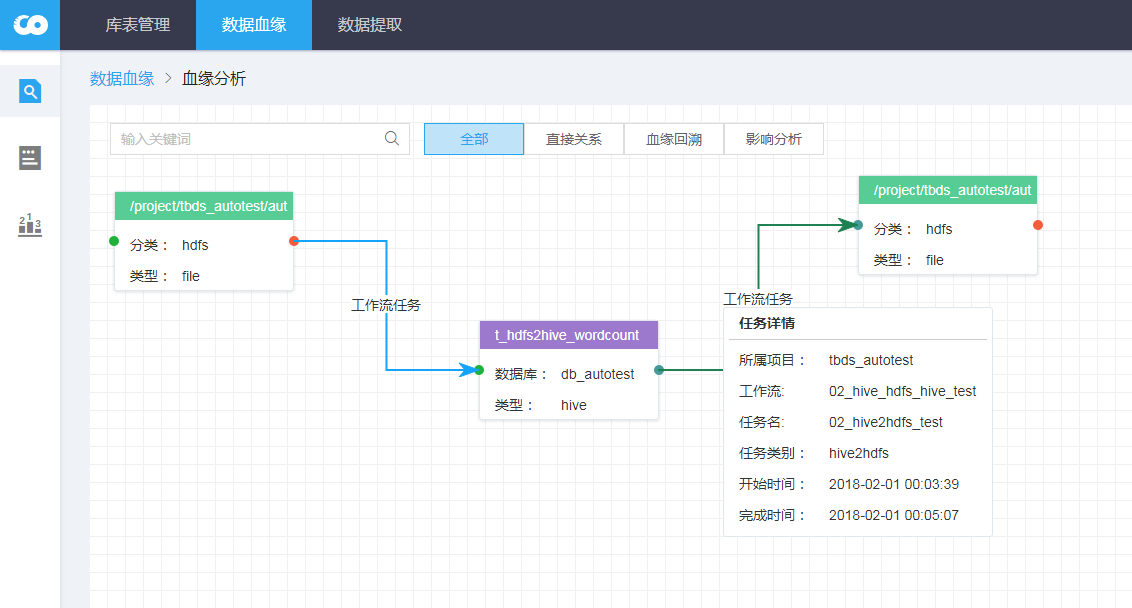 库表管理 数据血缘 数据提取
数据血缘 > 血缘分析
输入关键词 全部 直接关系 血缘回溯 影响分析
/project/tbds_autotest/aut
分类： hdfs
类型： file
工作流任务
t_hdfs2hive_wordcount
数据库： db_autotest
类型： hive
/project/tbds_autotest/aut
分类： hdfs
类型： file
工作流任务
任务详情
所属项目： tbds_autotest
工作流: 02_hive_hdfs_hive_test
任务名: 02_hive2hdfs_test
任务类别： hive2hdfs
开始时间： 2018-02-01 00:03:39
完成时间： 2018-02-01 00:05:07
1
2
3